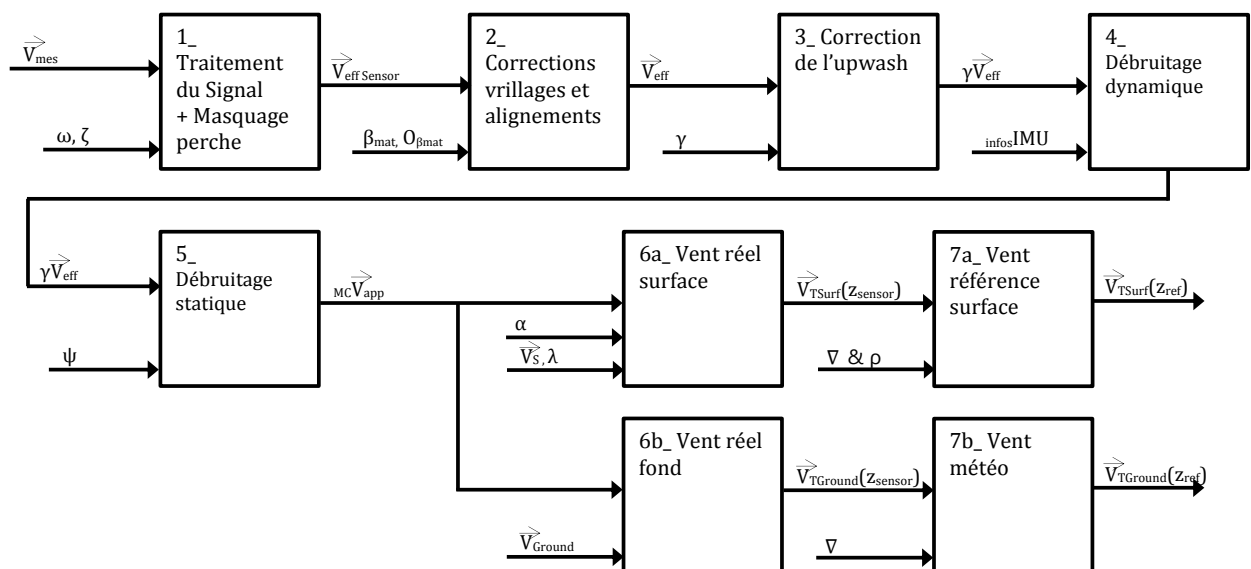 V⃗mes
ω, ζ
1_
Traitement
du Signal
+ Masquage
perche
V⃗eff Sensor
βmat, Oβmat
2_
Corrections
vrillages et
alignements
V⃗eff
γ
3_ Correction
de l’upwash
γV⃗eff
infosIMU
4_
Débruitage
dynamique
γV⃗eff
ψ
5_
Débruitage
statique
MCV⃗app
α
V⃗S, λ
6a_ Vent réel
surface
V⃗TSurf(zsensor)
∇ & ρ
7a_ Vent
référence
surface
V⃗TSurf(zref)
V⃗Ground
6b_ Vent réel
fond
V⃗TGround(zsensor)
∇
7b_ Vent
météo
V⃗TGround(zref)